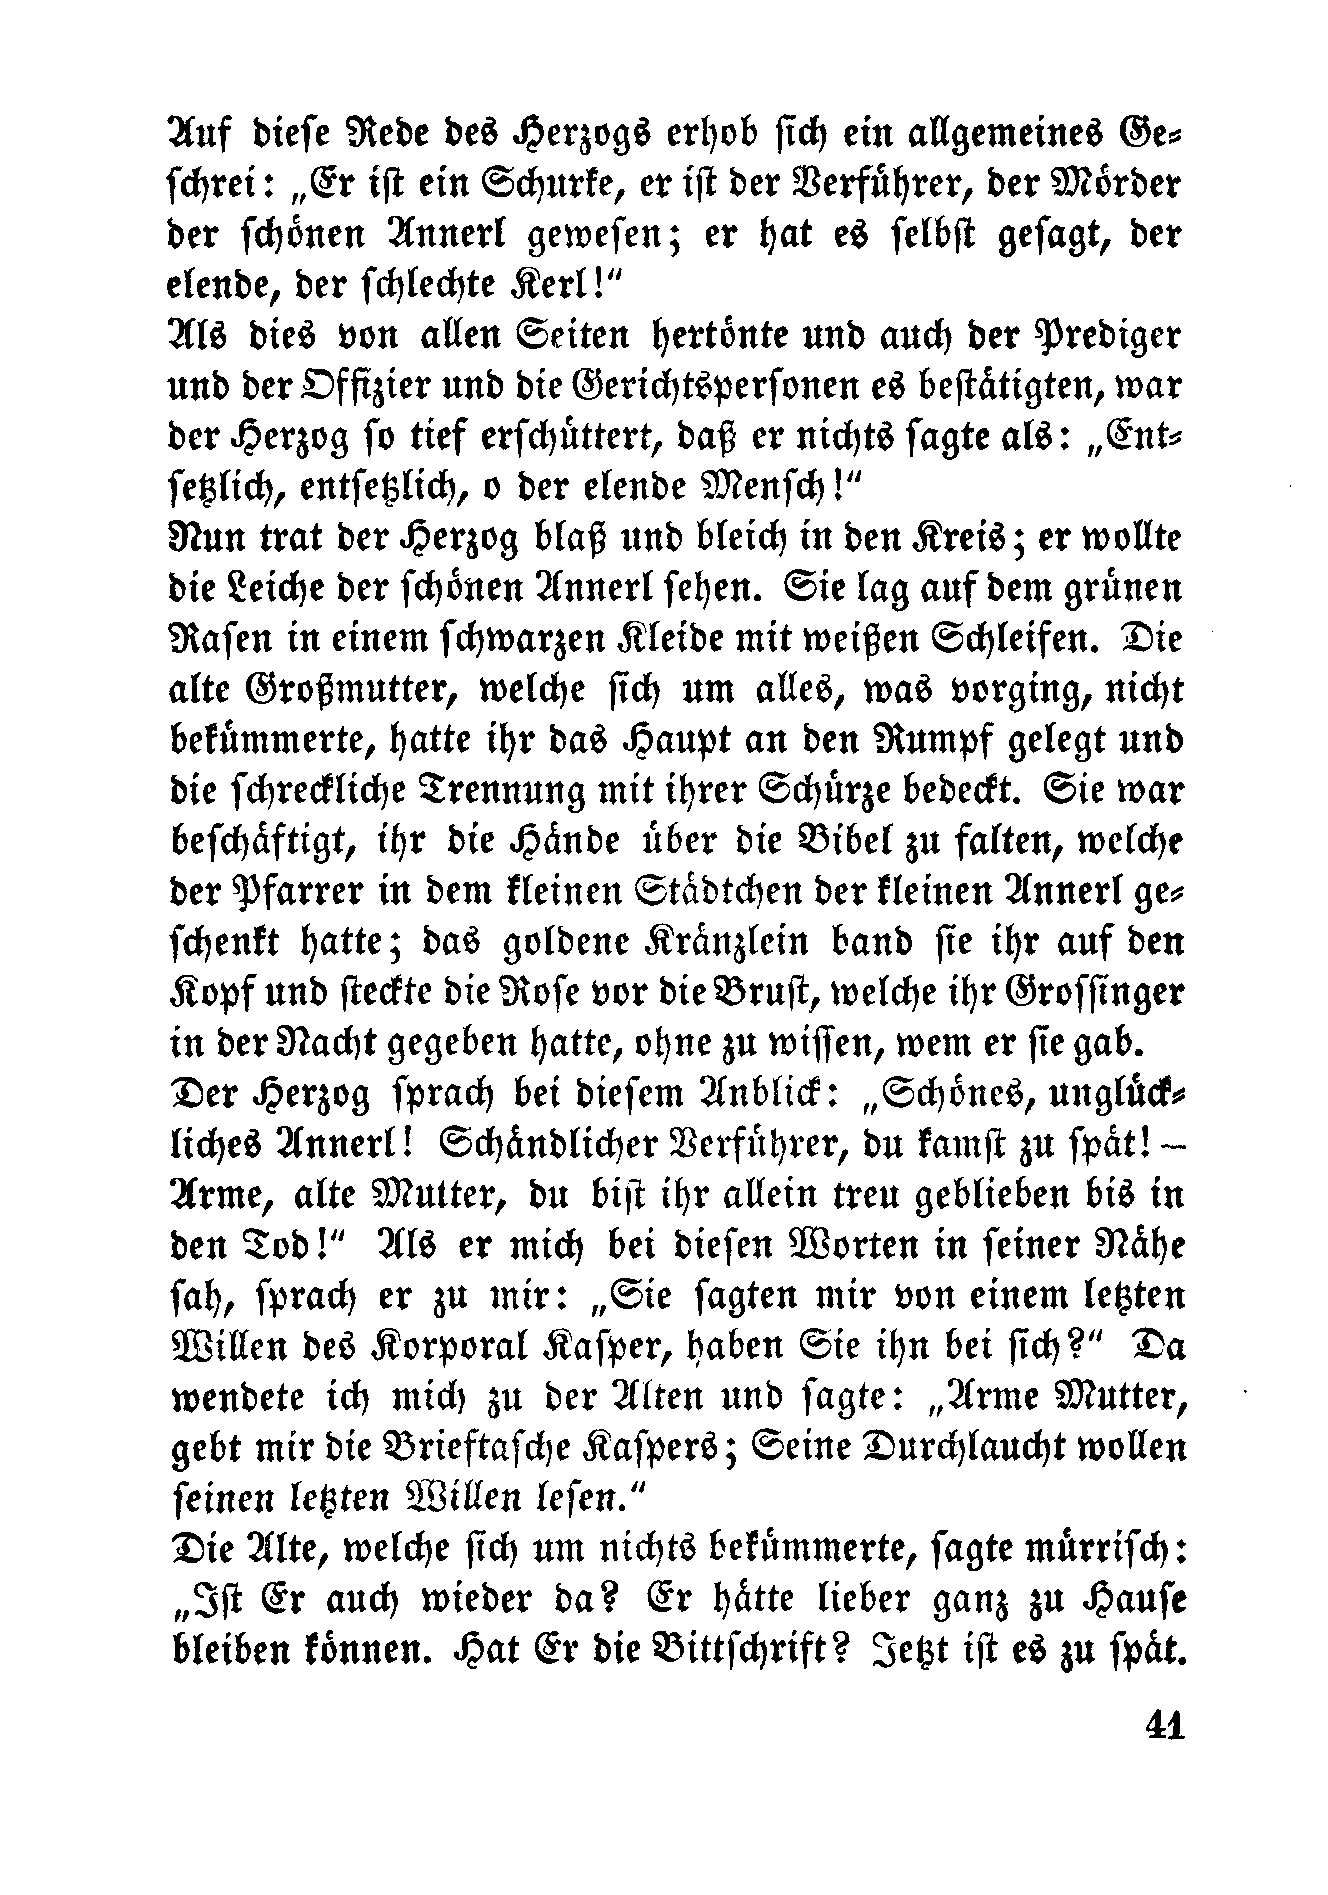 Auf diese Rede des Herzogs erhob sich ein allgemeines Ge-
schrei: „Er ist ein Schurke, er ist der Verführer, der Mörder
der schönen Annerl gewesen; er hat es selbst gesagt, der
elende, der schlechte Kerl!“
Als dies von allen Seiten hertönte und auch der Prediger
und der Offizier und die Gerichtspersonen es bestätigten, war
der Herzog so tief erschüttert, daß er nichts sagte als: „Ent-
setzlich, entsetzlich, o der elende Mensch!“
Nun trat der Herzog blaß und bleich in den Kreis; er wollte
die Leiche der schönen Annerl sehen. Sie lag auf dem grünen
Rasen in einem schwarzen Kleide mit weißen Schleifen. Die
alte Großmutter, welche sich um alles, was vorging, nicht
bekümmerte, hatte ihr das Haupt an den Rumpf gelegt und
die schreckliche Trennung mit ihrer Schürze bedeckt. Sie war
beschäftigt, ihr die Hände über die Bibel zu falten, welche
der Pfarrer in dem kleinen Städtchen der kleinen Annerl ge-
schenkt hatte; das goldene Kränzlein band sie ihr auf den
Kopf und steckte die Rose vor die Brust, welche ihr Grossinger
in der Nacht gegeben hatte, ohne zu wissen, wem er sie gab.
Der Herzog sprach bei diesem Anblick: „Schönes, unglück-
liches Annerl! Schändlicher Verführer, du kamst zu spät! –
Arme, alte Mutter, du bist ihr allein treu geblieben bis in
den Tod!“ Als er mich bei diesen Worten in seiner Nähe
sah, sprach er zu mir: „Sie sagten mir von einem letzten
Willen des Korporal Kasper, haben Sie ihn bei sich?“ Da
wendete ich mich zu der Alten und sagte: „Arme Mutter,
gebt mir die Brieftasche Kaspers; Seine Durchlaucht wollen
seinen letzten Willen lesen.“
Die Alte, welche sich um nichts bekümmerte, sagte mürrisch:
„Ist Er auch wieder da? Er hätte lieber ganz zu Hause
bleiben können. Hat Er die Bittschrift? Jetzt ist es zu spät.
41